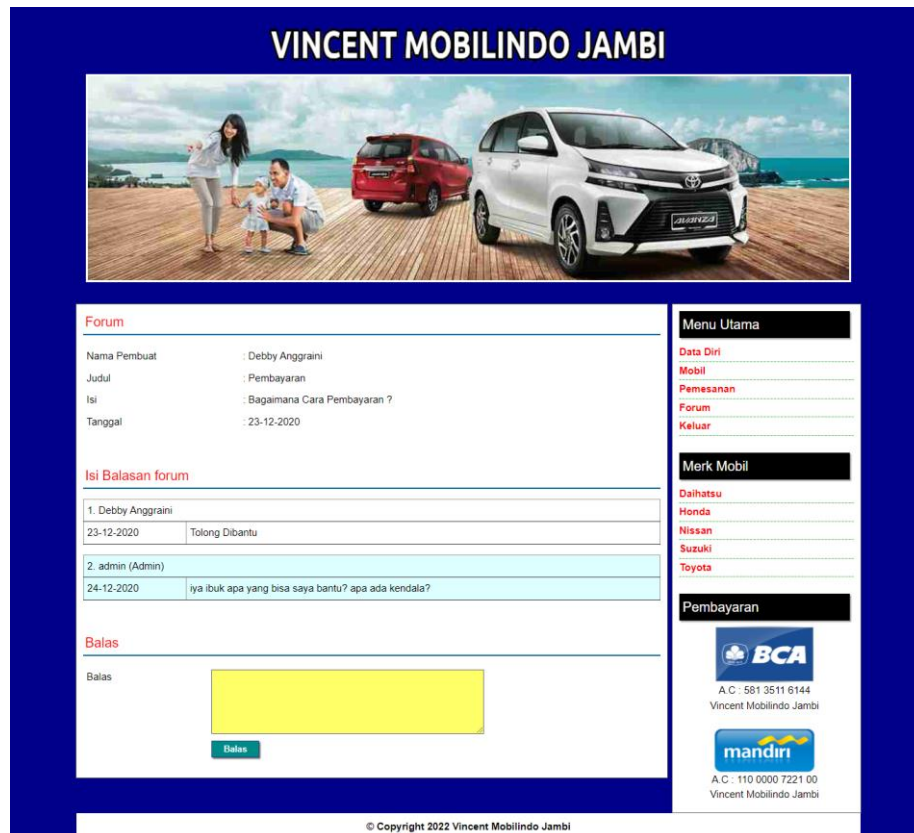 VINCENT MOBILINDO JAMBI
AVANZA
Forum
Nama Pembuat : Debby Anggraini
Judul : Pembayaran
Isi : Bagaimana Cara Pembayaran ?
Tanggal : 23-12-2020
Isi Balasan forum
1. Debby Anggraini
23-12-2020 Tolong Dibantu
2. admin (Admin)
24-12-2020 iya ibuk apa yang bisa saya bantu? apa ada kendala?
Balas
Balas
Balas
Menu Utama
Data Diri
Mobil
Pemesanan
Forum
Keluar
Merk Mobil
Daihatsu
Honda
Nissan
Suzuki
Toyota
Pembayaran
BCA
A.C : 581 3511 6144
Vincent Mobilindo Jambi
mandiri
A.C : 110 0000 7221 00
Vincent Mobilindo Jambi
© Copyright 2022 Vincent Mobilindo Jambi